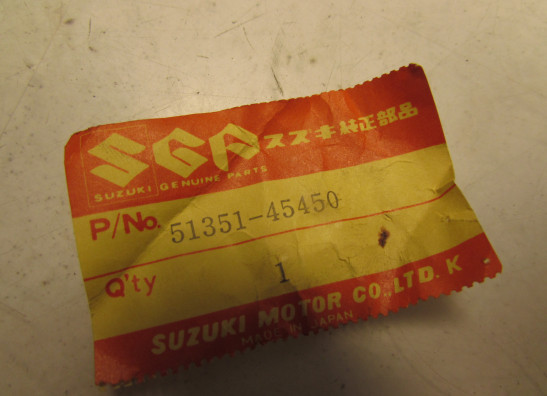 SGP スズキ純正部品
SUZUKI GENUINE PARTS
P/No. 51351-45450
Q'ty 1
SUZUKI MOTOR CO.,LTD. K
MADE IN JAPAN